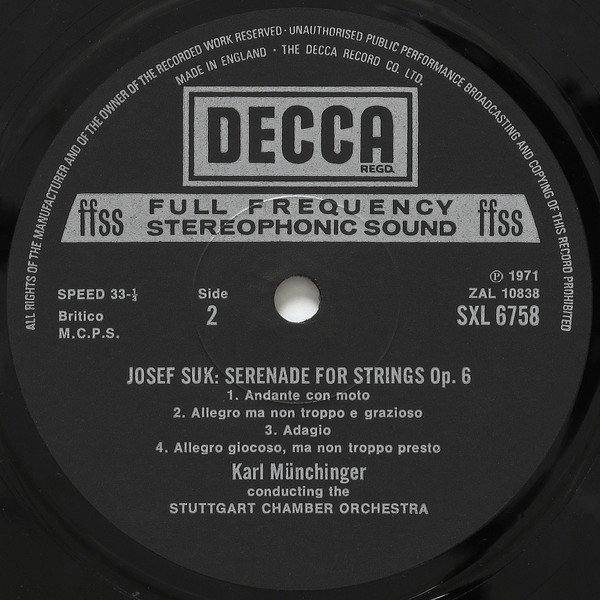 ALL RIGHTS OF THE MANUFACTURER AND OF THE OWNER OF THE RECORDED WORK RESERVED · UNAUTHORISED PUBLIC PERFORMANCE BROADCASTING AND COPYING OF THIS RECORD PROHIBITED
MADE IN ENGLAND · THE DECCA RECORD CO. LTD.
DECCA
REGD.
ffss FULL FREQUENCY ffss
STEREOPHONIC SOUND
℗ 1971
SPEED 33-⅓ Side ZAL 10838
Britico 2 SXL 6758
M.C.P.S.
JOSEF SUK: SERENADE FOR STRINGS Op. 6
1. Andante con moto
2. Allegro ma non troppo e grazioso
3. Adagio
4. Allegro giocoso, ma non troppo presto
Karl Münchinger
conducting the
STUTTGART CHAMBER ORCHESTRA